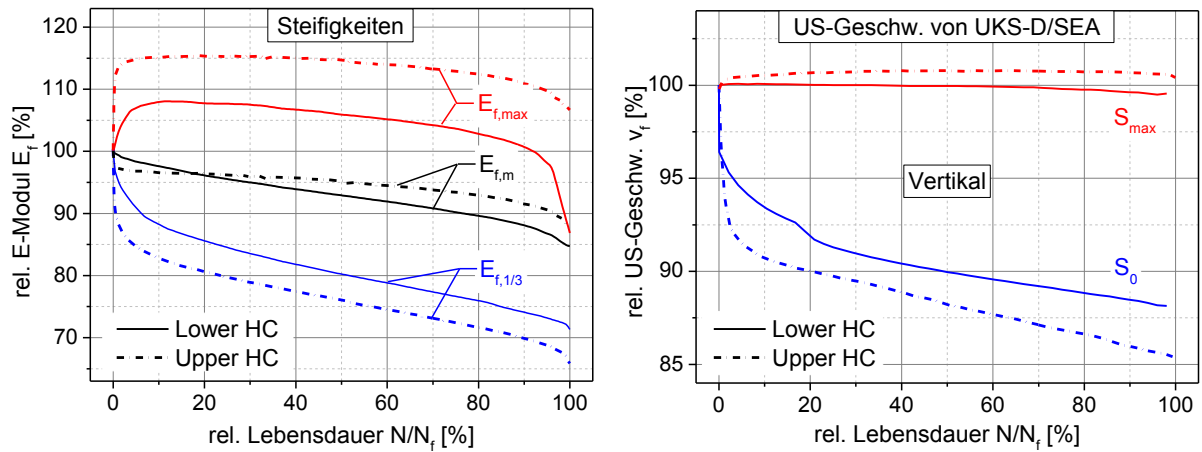 Steifigkeiten
120
110
100
90
80
70
rel. E-Modul E_f [%]
E_f,max
E_f,m
E_f,1/3
Lower HC
Upper HC
0 20 40 60 80 100
rel. Lebensdauer N/N_f [%]
US-Geschw. von UKS-D/SEA
100
95
90
85
rel. US-Geschw. v_f [%]
S_max
Vertikal
S_0
Lower HC
Upper HC
0 20 40 60 80 100
rel. Lebensdauer N/N_f [%]